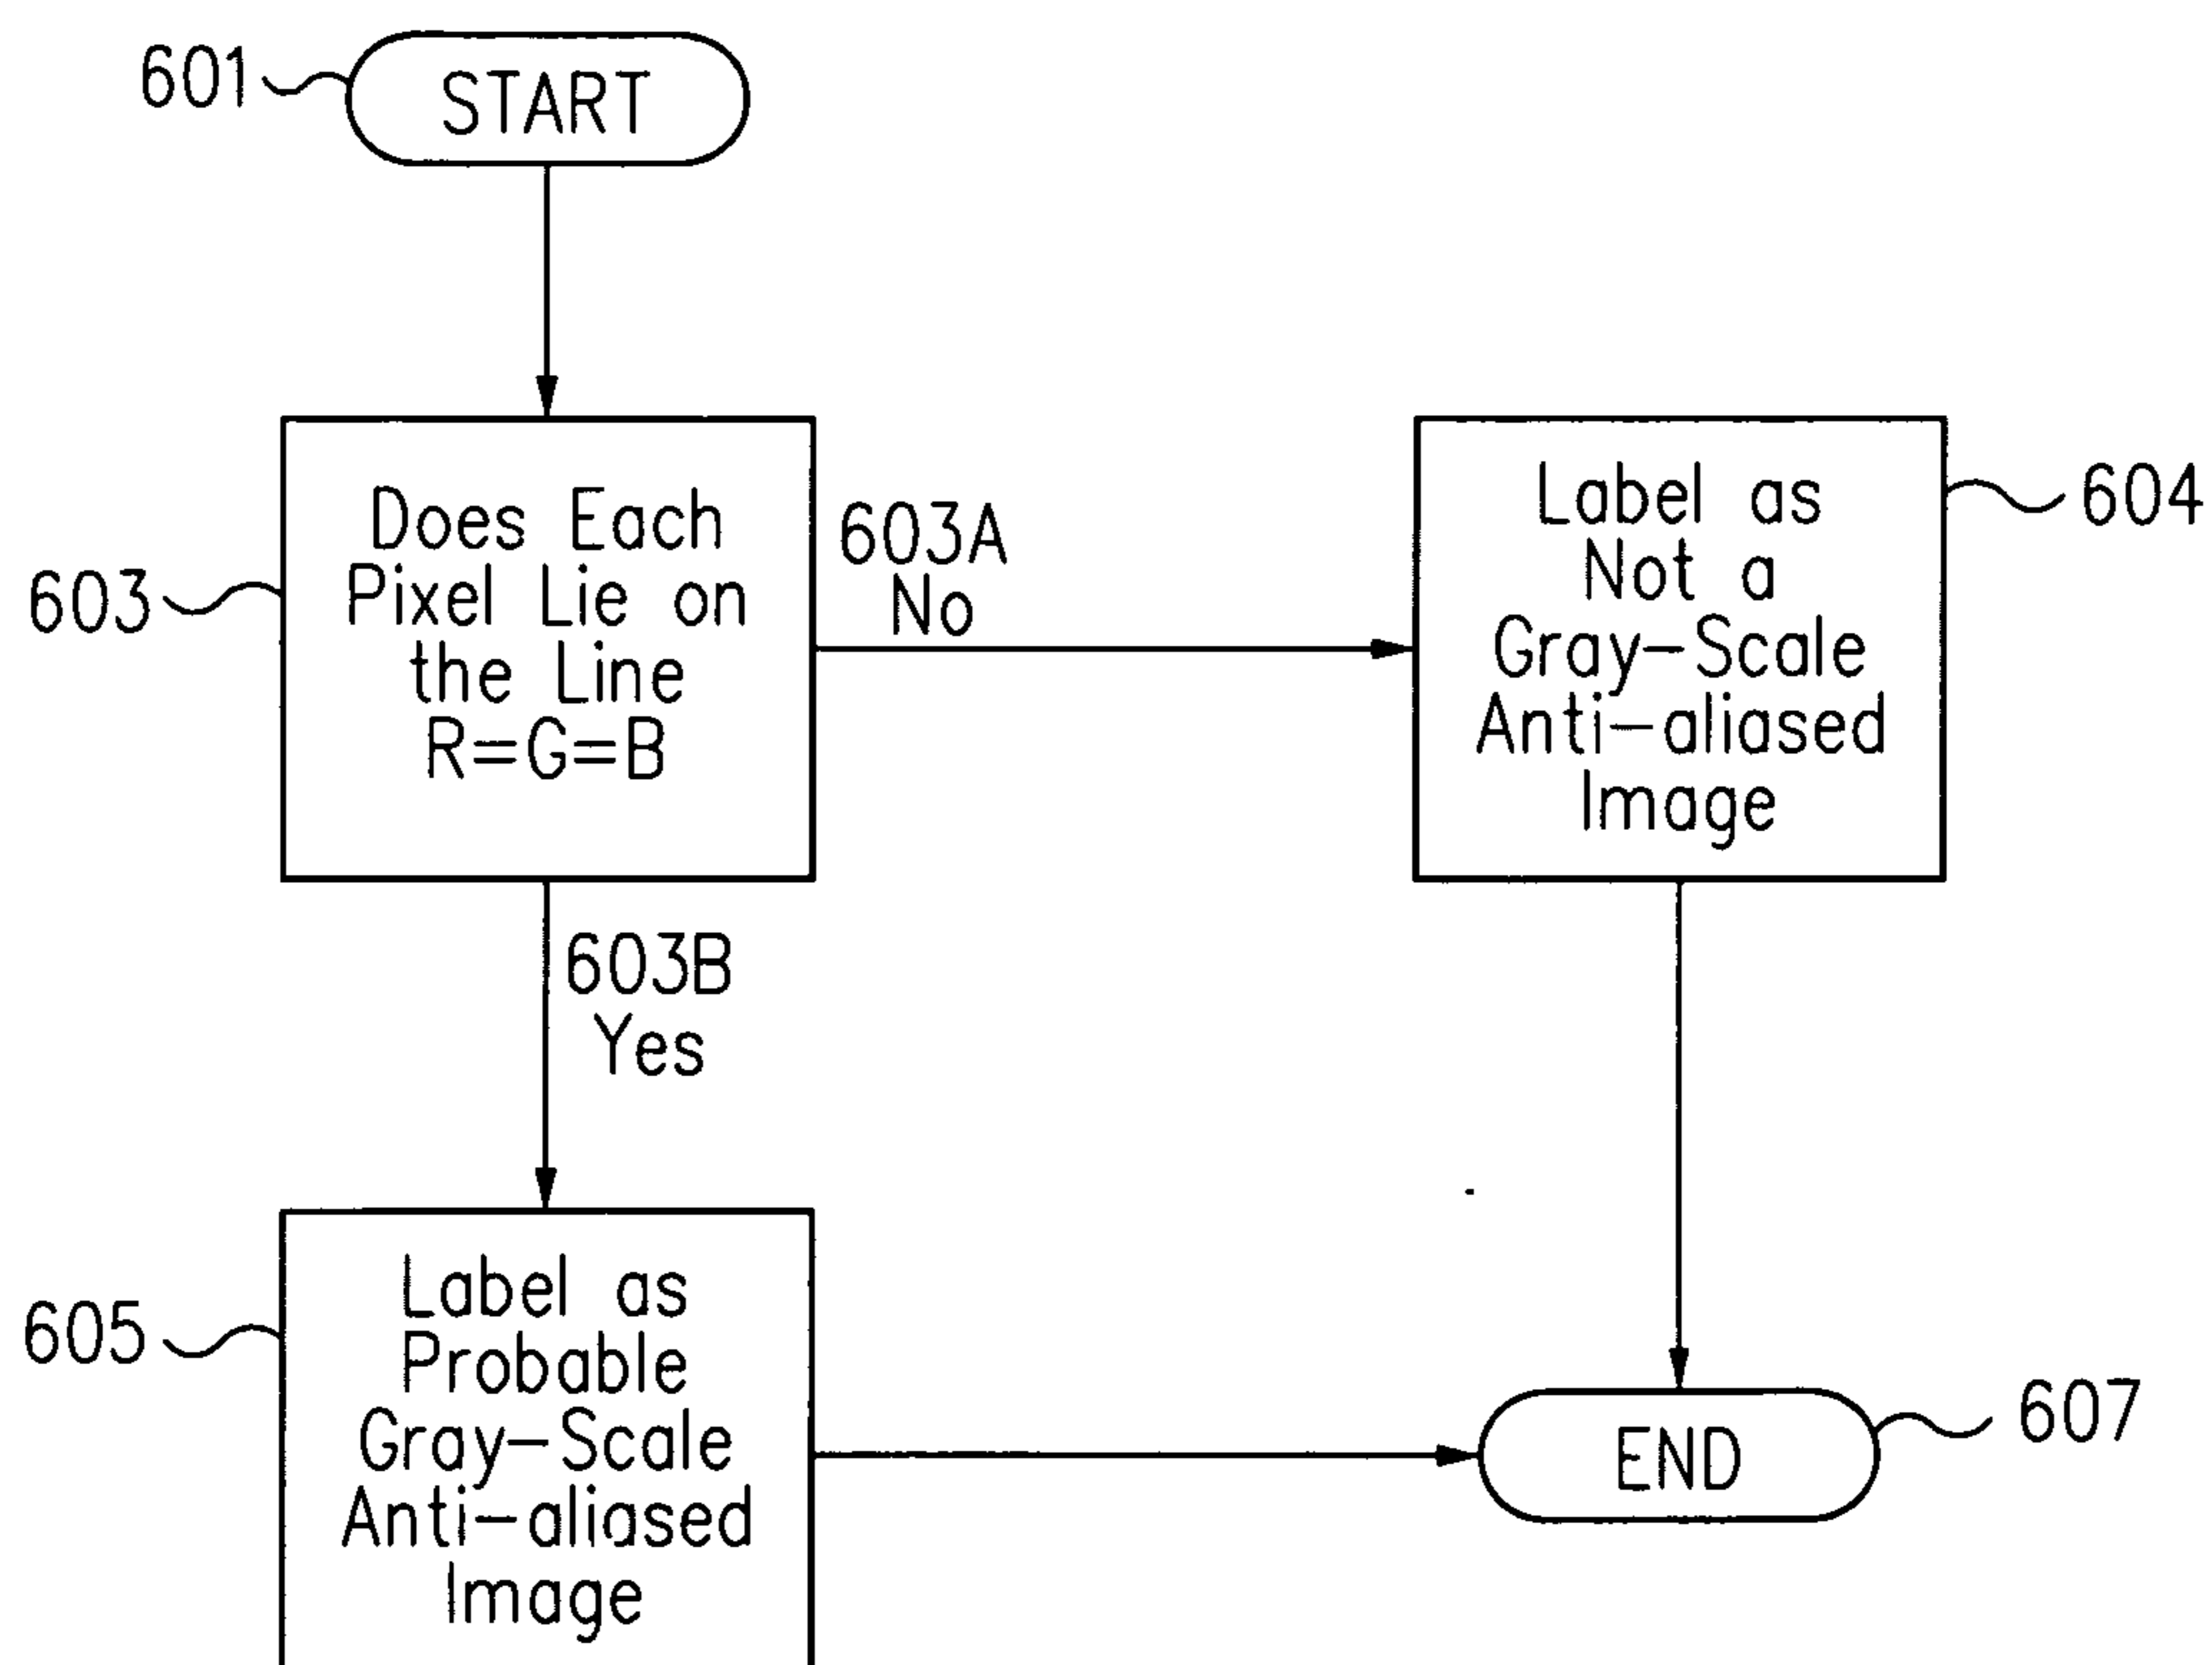 601
START
603
Does Each
Pixel Lie on
the Line
R=G=B
603A
No
604
Label as
Not a
Gray-Scale
Anti-aliased
Image
603B
Yes
605
Label as
Probable
Gray-Scale
Anti-aliased
Image
607
END